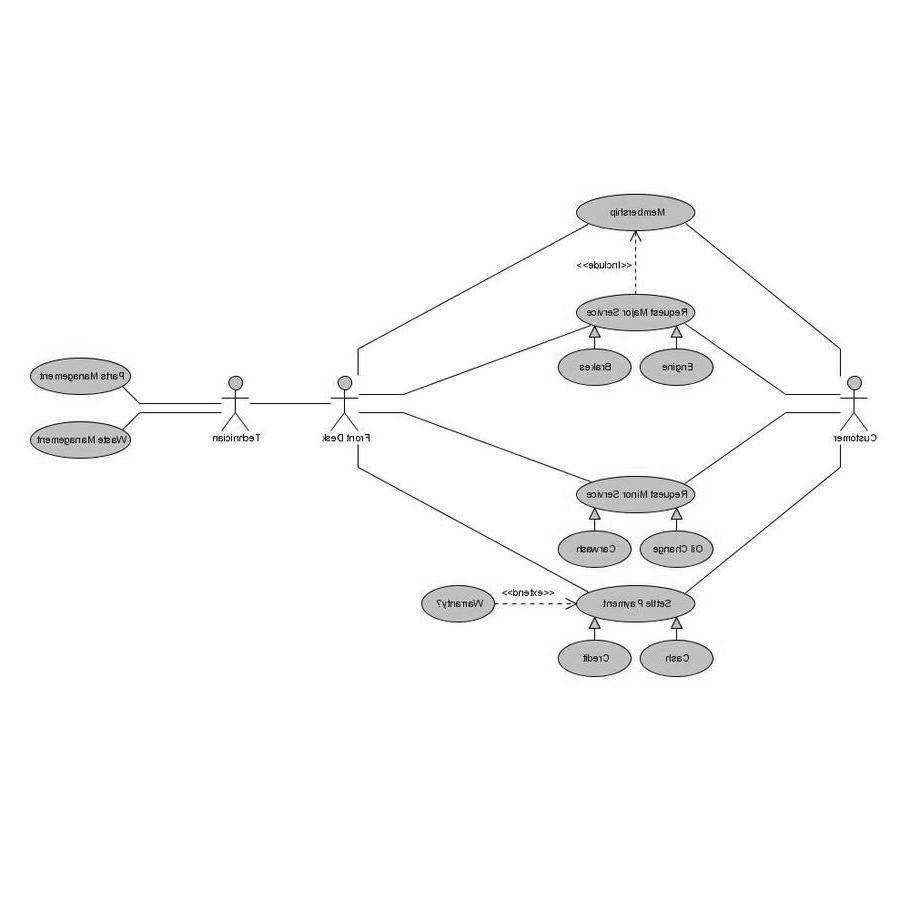 Membership
<<Include>>
Request Major Service
Engine
Brakes
Parts Management
Waste Management
Technician
Front Desk
Customer
Request Minor Service
Oil Change
Carwash
<<extend>>
Settle Payment
Warranty?
Cash
Credit